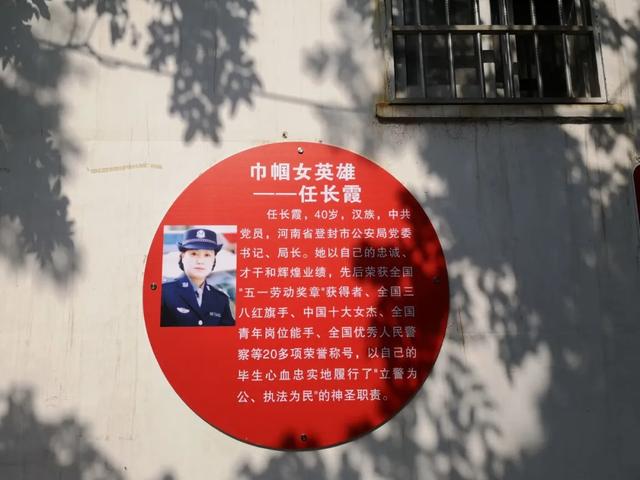 巾帼女英雄
——任长霞
任长霞，40岁，汉族，中共
党员，河南省登封市公安局党委
书记、局长。她以自己的忠诚、
才干和辉煌业绩，先后荣获全国
"五一劳动奖章"获得者、全国三
八红旗手、中国十大女杰、全国
青年岗位能手、全国优秀人民警
察等20多项荣誉称号，以自己的
毕生心血忠实地履行了"立警为
公、执法为民"的神圣职责。